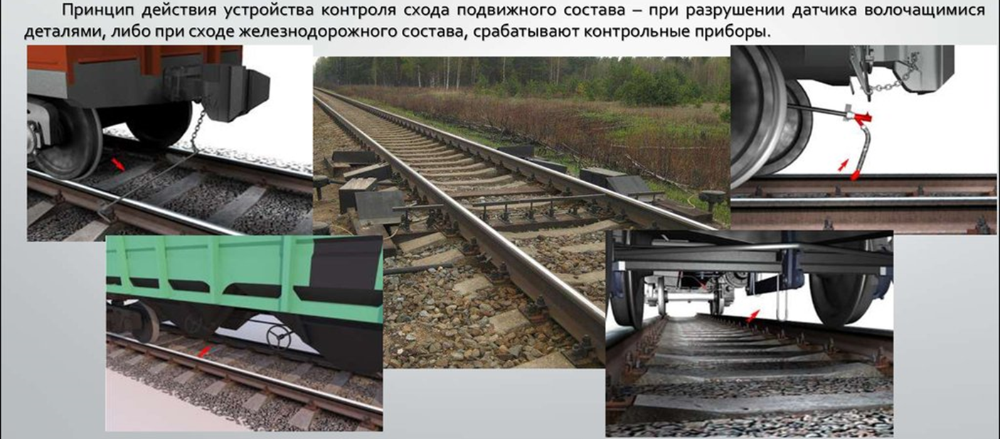 Принцип действия устройства контроля схода подвижного состава – при разрушении датчика волочащимися
деталями, либо при сходе железнодорожного состава, срабатывают контрольные приборы.